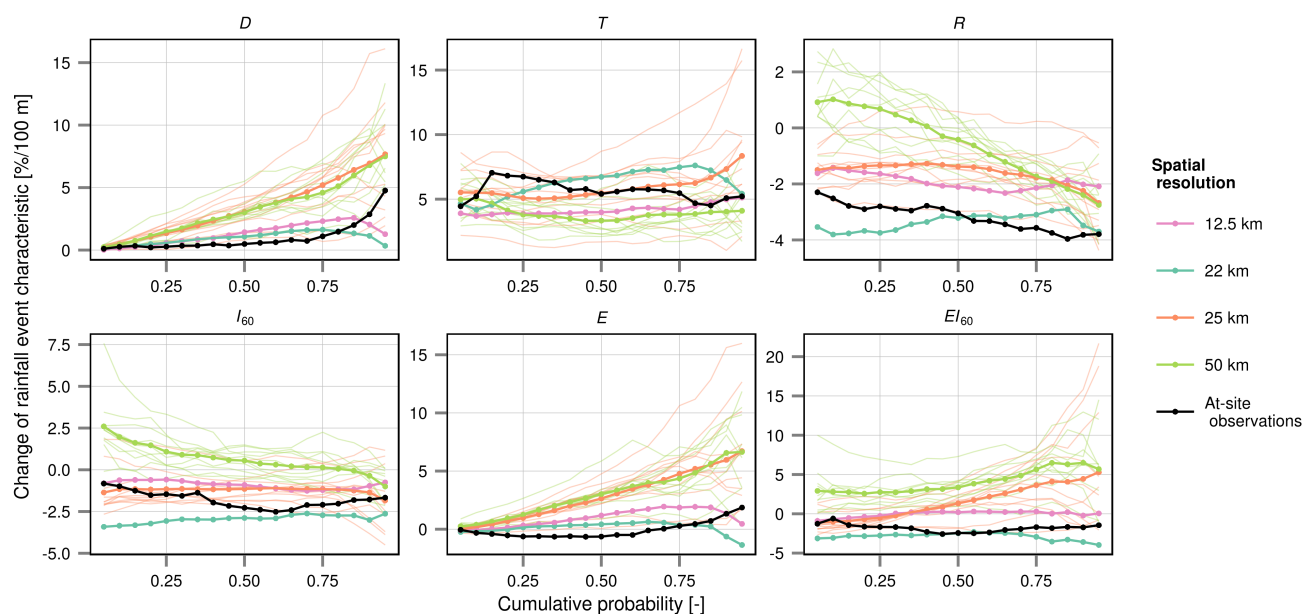 D T R
15
10
5
0
0.25 0.50 0.75
15
10
5
0.25 0.50 0.75
2
0
-2
-4
0.25 0.50 0.75
I60 E EI60
7.5
5.0
2.5
0.0
-2.5
-5.0
0.25 0.50 0.75
15
10
5
0
0.25 0.50 0.75
20
15
10
5
0
-5
0.25 0.50 0.75
Change of rainfall event characteristic [%/100 m]
Cumulative probability [-]
Spatial
resolution
12.5 km
22 km
25 km
50 km
At-site
observations